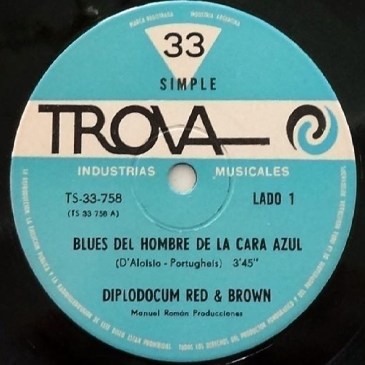 MARCA REGISTRADA INDUSTRIA ARGENTINA
33
SIMPLE
TROVA
INDUSTRIAS MUSICALES
TS-33-758 LADO 1
(TS 33 758 A)
BLUES DEL HOMBRE DE LA CARA AZUL
(D'Aloisio - Portugheis) 3'45"
DIPLODOCUM RED & BROWN
Manuel Román Producciones